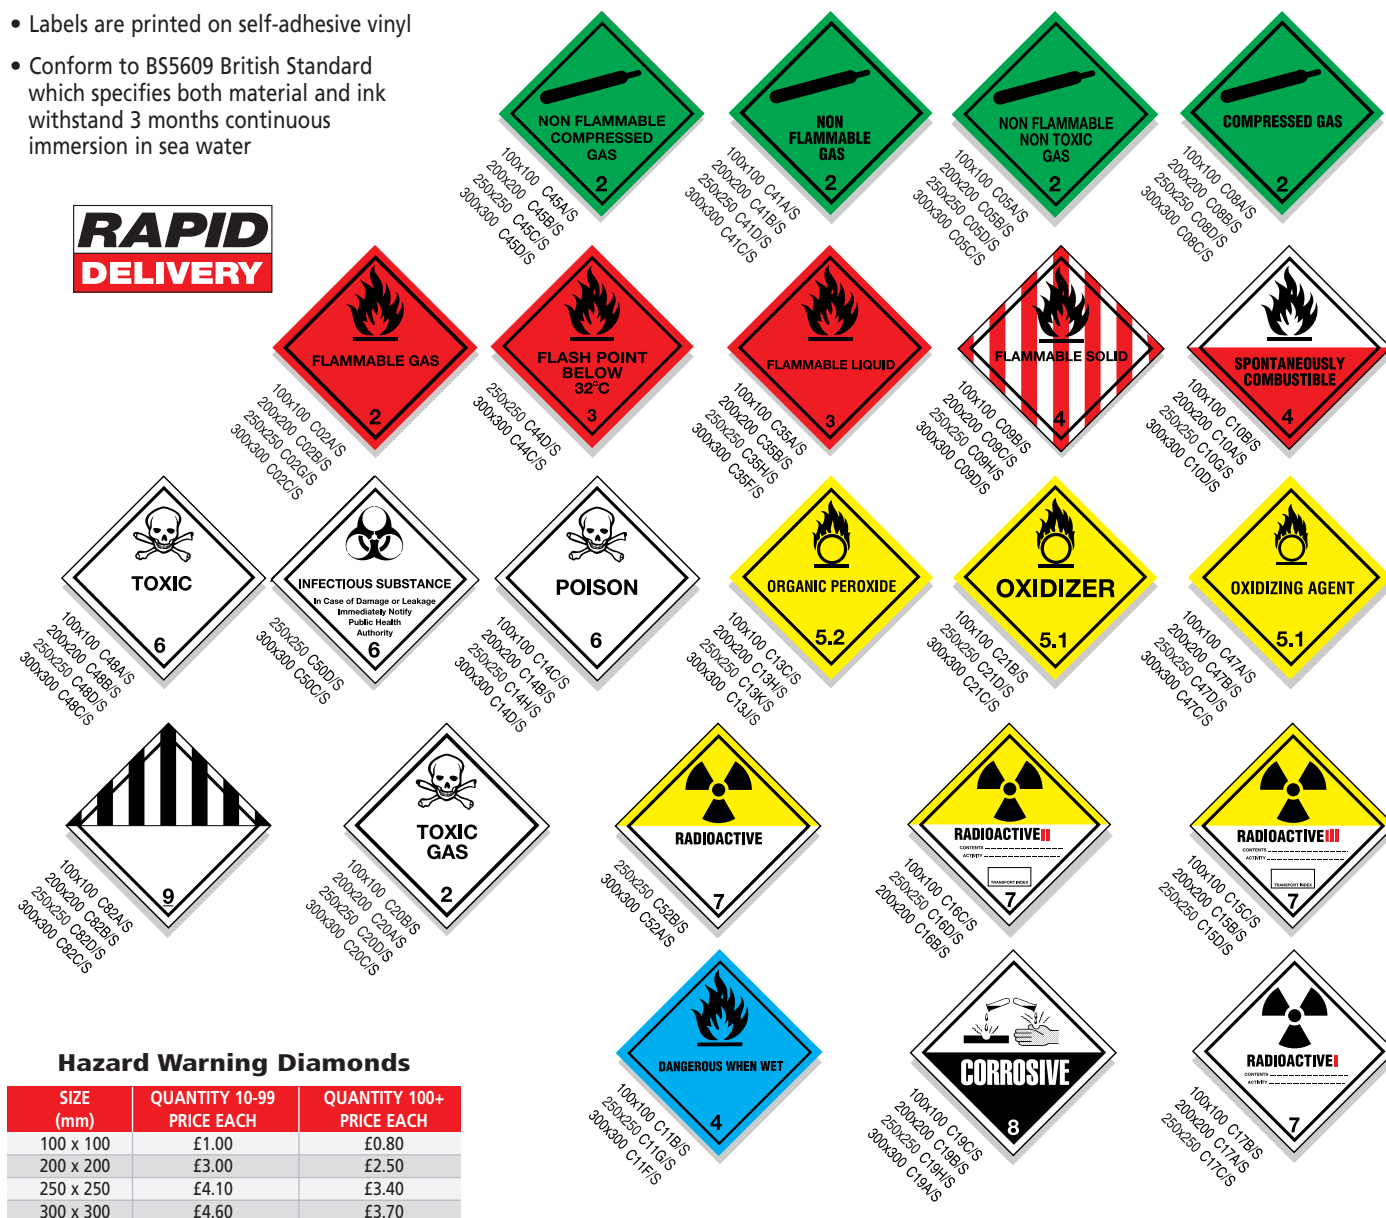 • Labels are printed on self-adhesive vinyl
• Conform to BS5609 British Standard
which specifies both material and ink
withstand 3 months continuous
immersion in sea water
RAPID
DELIVERY
NON FLAMMABLE
COMPRESSED
GAS
2
100x100 C45A/S
200x200 C45B/S
250x250 C45C/S
300x300 C45D/S
NON
FLAMMABLE
GAS
2
100x100 C41A/S
200x200 C41B/S
250x250 C41D/S
300x300 C41C/S
NON FLAMMABLE
NON TOXIC
GAS
2
100x100 C05A/S
200x200 C05B/S
250x250 C05D/S
300x300 C05C/S
COMPRESSED GAS
2
100x100 C08A/S
200x200 C08B/S
250x250 C08D/S
300x300 C08C/S
FLAMMABLE GAS
2
100x100 C02A/S
200x200 C02B/S
250x250 C02G/S
300x300 C02C/S
FLASH POINT
BELOW
32°C
3
250x250 C44D/S
300x300 C44C/S
FLAMMABLE LIQUID
3
100x100 C35A/S
200x200 C35B/S
250x250 C35H/S
300x300 C35F/S
FLAMMABLE SOLID
4
100x100 C09B/S
200x200 C09C/S
250x250 C09H/S
300x300 C09D/S
SPONTANEOUSLY
COMBUSTIBLE
4
100x100 C10B/S
200x200 C10A/S
250x250 C10G/S
300x300 C10D/S
TOXIC
6
100x100 C48A/S
200x200 C48B/S
250x250 C48D/S
300x300 C48C/S
INFECTIOUS SUBSTANCE
In Case of Damage or Leakage
Immediately Notify
Public Health
Authority
6
250x250 C50D/S
300x300 C50C/S
POISON
6
100x100 C14C/S
200x200 C14B/S
250x250 C14H/S
300x300 C14D/S
ORGANIC PEROXIDE
5.2
100x100 C13C/S
200x200 C13H/S
250x250 C13K/S
300x300 C13J/S
OXIDIZER
5.1
100x100 C21B/S
250x250 C21D/S
300x300 C21C/S
OXIDIZING AGENT
5.1
100x100 C47A/S
200x200 C47B/S
250x250 C47D/S
300x300 C47C/S
9
100x100 C82A/S
200x200 C82B/S
250x250 C82D/S
300x300 C82C/S
TOXIC
GAS
2
100x100 C20B/S
200x200 C20A/S
250x250 C20D/S
300x300 C20C/S
RADIOACTIVE
7
250x250 C52B/S
300x300 C52A/S
RADIOACTIVE II
CONTENTS
ACTIVITY
TRANSPORT INDEX
7
100x100 C16C/S
250x250 C16D/S
200x200 C16B/S
RADIOACTIVE III
CONTENTS
ACTIVITY
TRANSPORT INDEX
7
100x100 C15C/S
200x200 C15B/S
250x250 C15D/S
DANGEROUS WHEN WET
4
100x100 C11B/S
250x250 C11G/S
300x300 C11F/S
CORROSIVE
8
100x100 C19C/S
200x200 C19B/S
250x250 C19H/S
300x300 C19A/S
RADIOACTIVE I
CONTENTS
ACTIVITY
7
100x100 C17B/S
200x200 C17A/S
250x250 C17C/S
Hazard Warning Diamonds
SIZE (mm) QUANTITY 10-99 PRICE EACH QUANTITY 100+ PRICE EACH
100 x 100 £1.00 £0.80
200 x 200 £3.00 £2.50
250 x 250 £4.10 £3.40
300 x 300 £4.60 £3.70